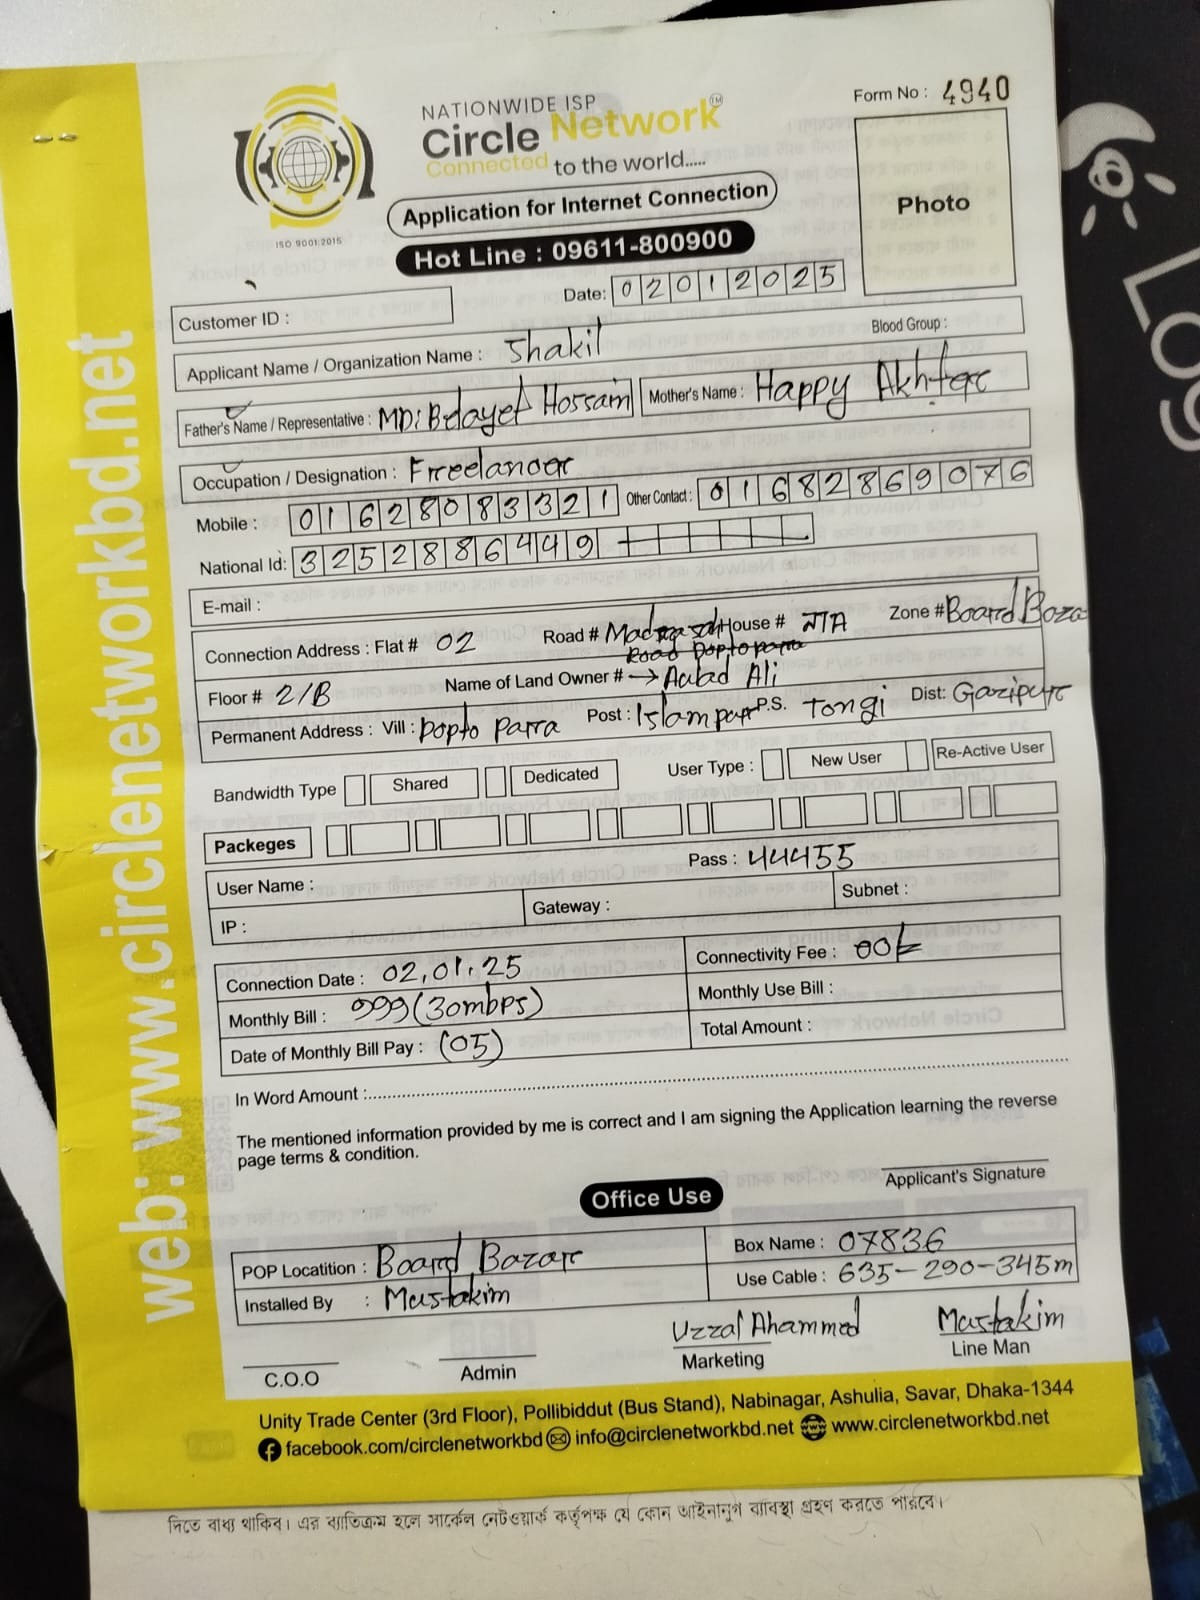 NATIONWIDE ISP
Circle Network™
Connected to the world.....
ISO 9001:2015
Form No : 4940
Photo
Application for Internet Connection
Hot Line : 09611-800900
Date: 02012025
Customer ID :
Applicant Name / Organization Name : Shakil Blood Group :
Father's Name / Representative : MD: Belayet Hossain Mother's Name : Happy Akhter
Occupation / Designation : Freelancer
Mobile : 01628083321 Other Contact : 01682869076
National Id: 3252886449
E-mail :
Connection Address : Flat # 02 Road # Madrasah House # N/A Zone # Board Boza
Road Doptopara
Floor # 2/B Name of Land Owner # → Aulad Ali
Permanent Address : Vill : Dopto Parra Post : Islampur P.S. Tongi Dist: Gazipur
Bandwidth Type Shared Dedicated User Type : New User Re-Active User
Packeges
User Name : Pass : 44455
IP : Gateway : Subnet :
Connection Date : 02,01,25 Connectivity Fee : 00/-
Monthly Bill : 999 (30mbps) Monthly Use Bill :
Date of Monthly Bill Pay : (05) Total Amount :
In Word Amount :
The mentioned information provided by me is correct and I am signing the Application learning the reverse
page terms & condition.
Applicant's Signature
Office Use
POP Locatition : Board Bazar Box Name : 07836
Installed By : Mustakim Use Cable : 635-290-345m
Uzzal Ahammed Mustakim
C.O.O Admin Marketing Line Man
Unity Trade Center (3rd Floor), Pollibiddut (Bus Stand), Nabinagar, Ashulia, Savar, Dhaka-1344
facebook.com/circlenetworkbd info@circlenetworkbd.net www.circlenetworkbd.net
web: www.circlenetworkbd.net
দিতে বাধ্য থাকিব। এর ব্যতিক্রম হলে সার্কেল নেটওয়ার্ক কর্তৃপক্ষ যে কোন আইনানুগ ব্যাবস্থা গ্রহণ করতে পারবে।
Log